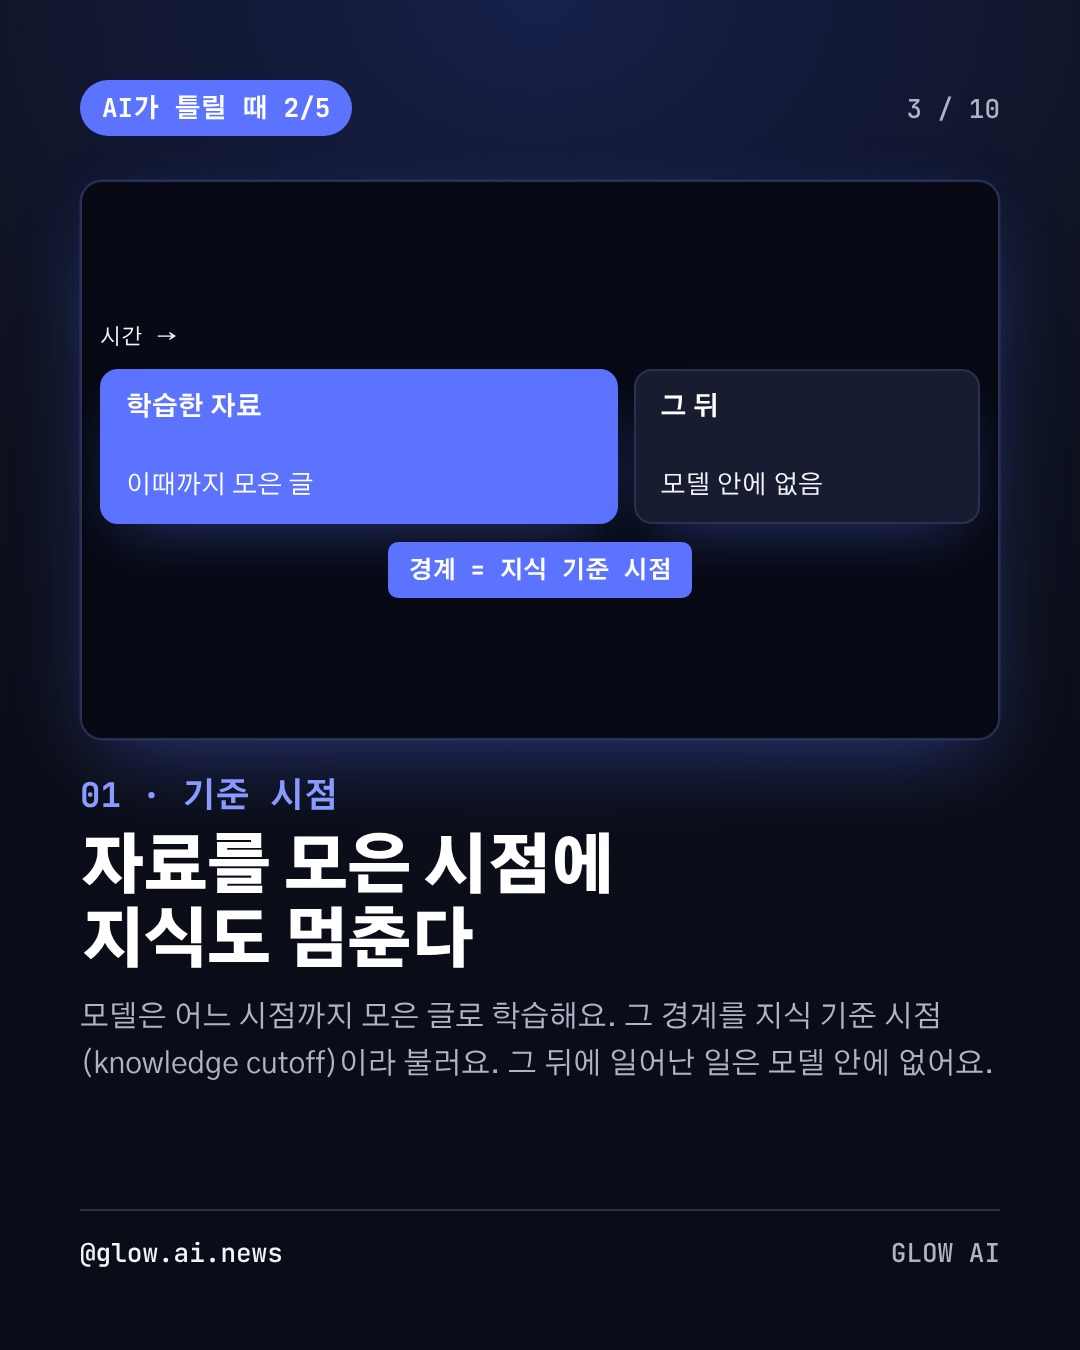 AI가 틀릴 때 2/5
3 / 10
시간 →
학습한 자료
이때까지 모은 글
그 뒤
모델 안에 없음
경계 = 지식 기준 시점
01 · 기준 시점
자료를 모은 시점에
지식도 멈춘다
모델은 어느 시점까지 모은 글로 학습해요. 그 경계를 지식 기준 시점
(knowledge cutoff)이라 불러요. 그 뒤에 일어난 일은 모델 안에 없어요.
@glow.ai.news
GLOW AI